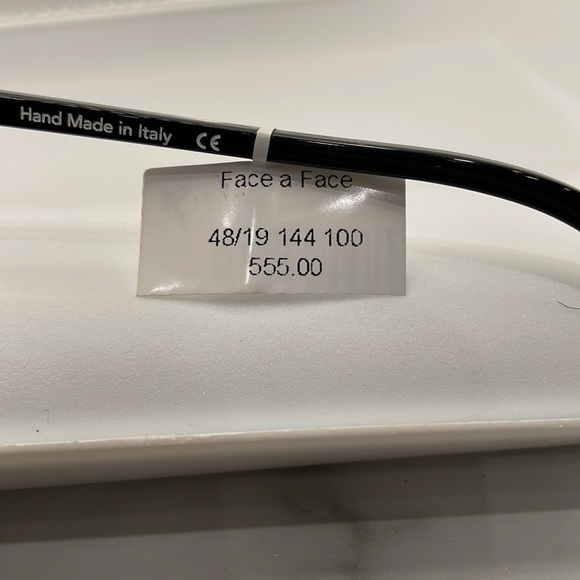 Hand Made in Italy CE
Face a Face
48/19 144 100
555.00